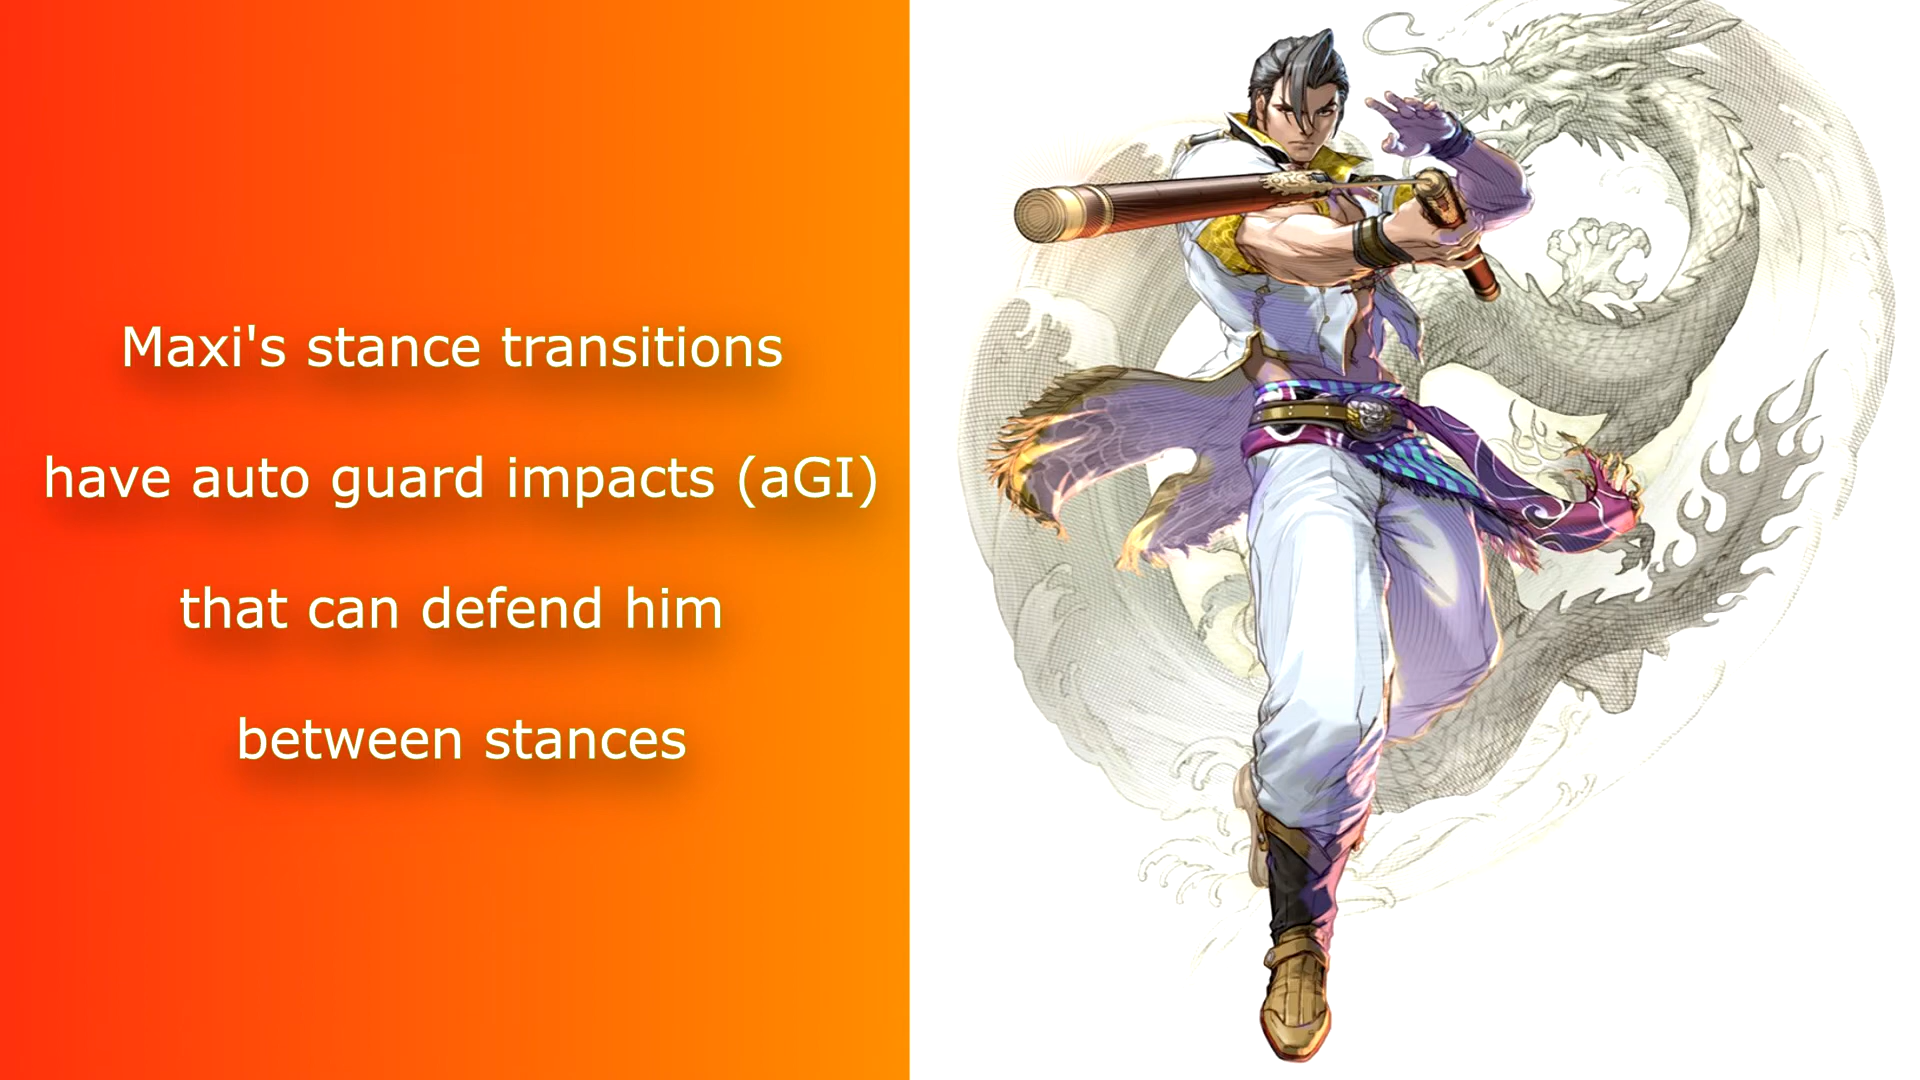 Maxi's stance transitions
have auto guard impacts (aGI)
that can defend him
between stances